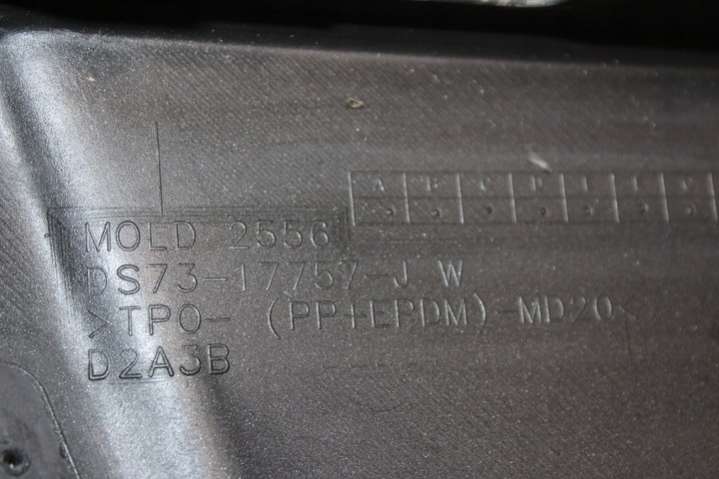 A B C D E F G
MOLD 2556
DS73-17757-J W
>TPO- (PP+EPDM)-MD20<
D2A3B